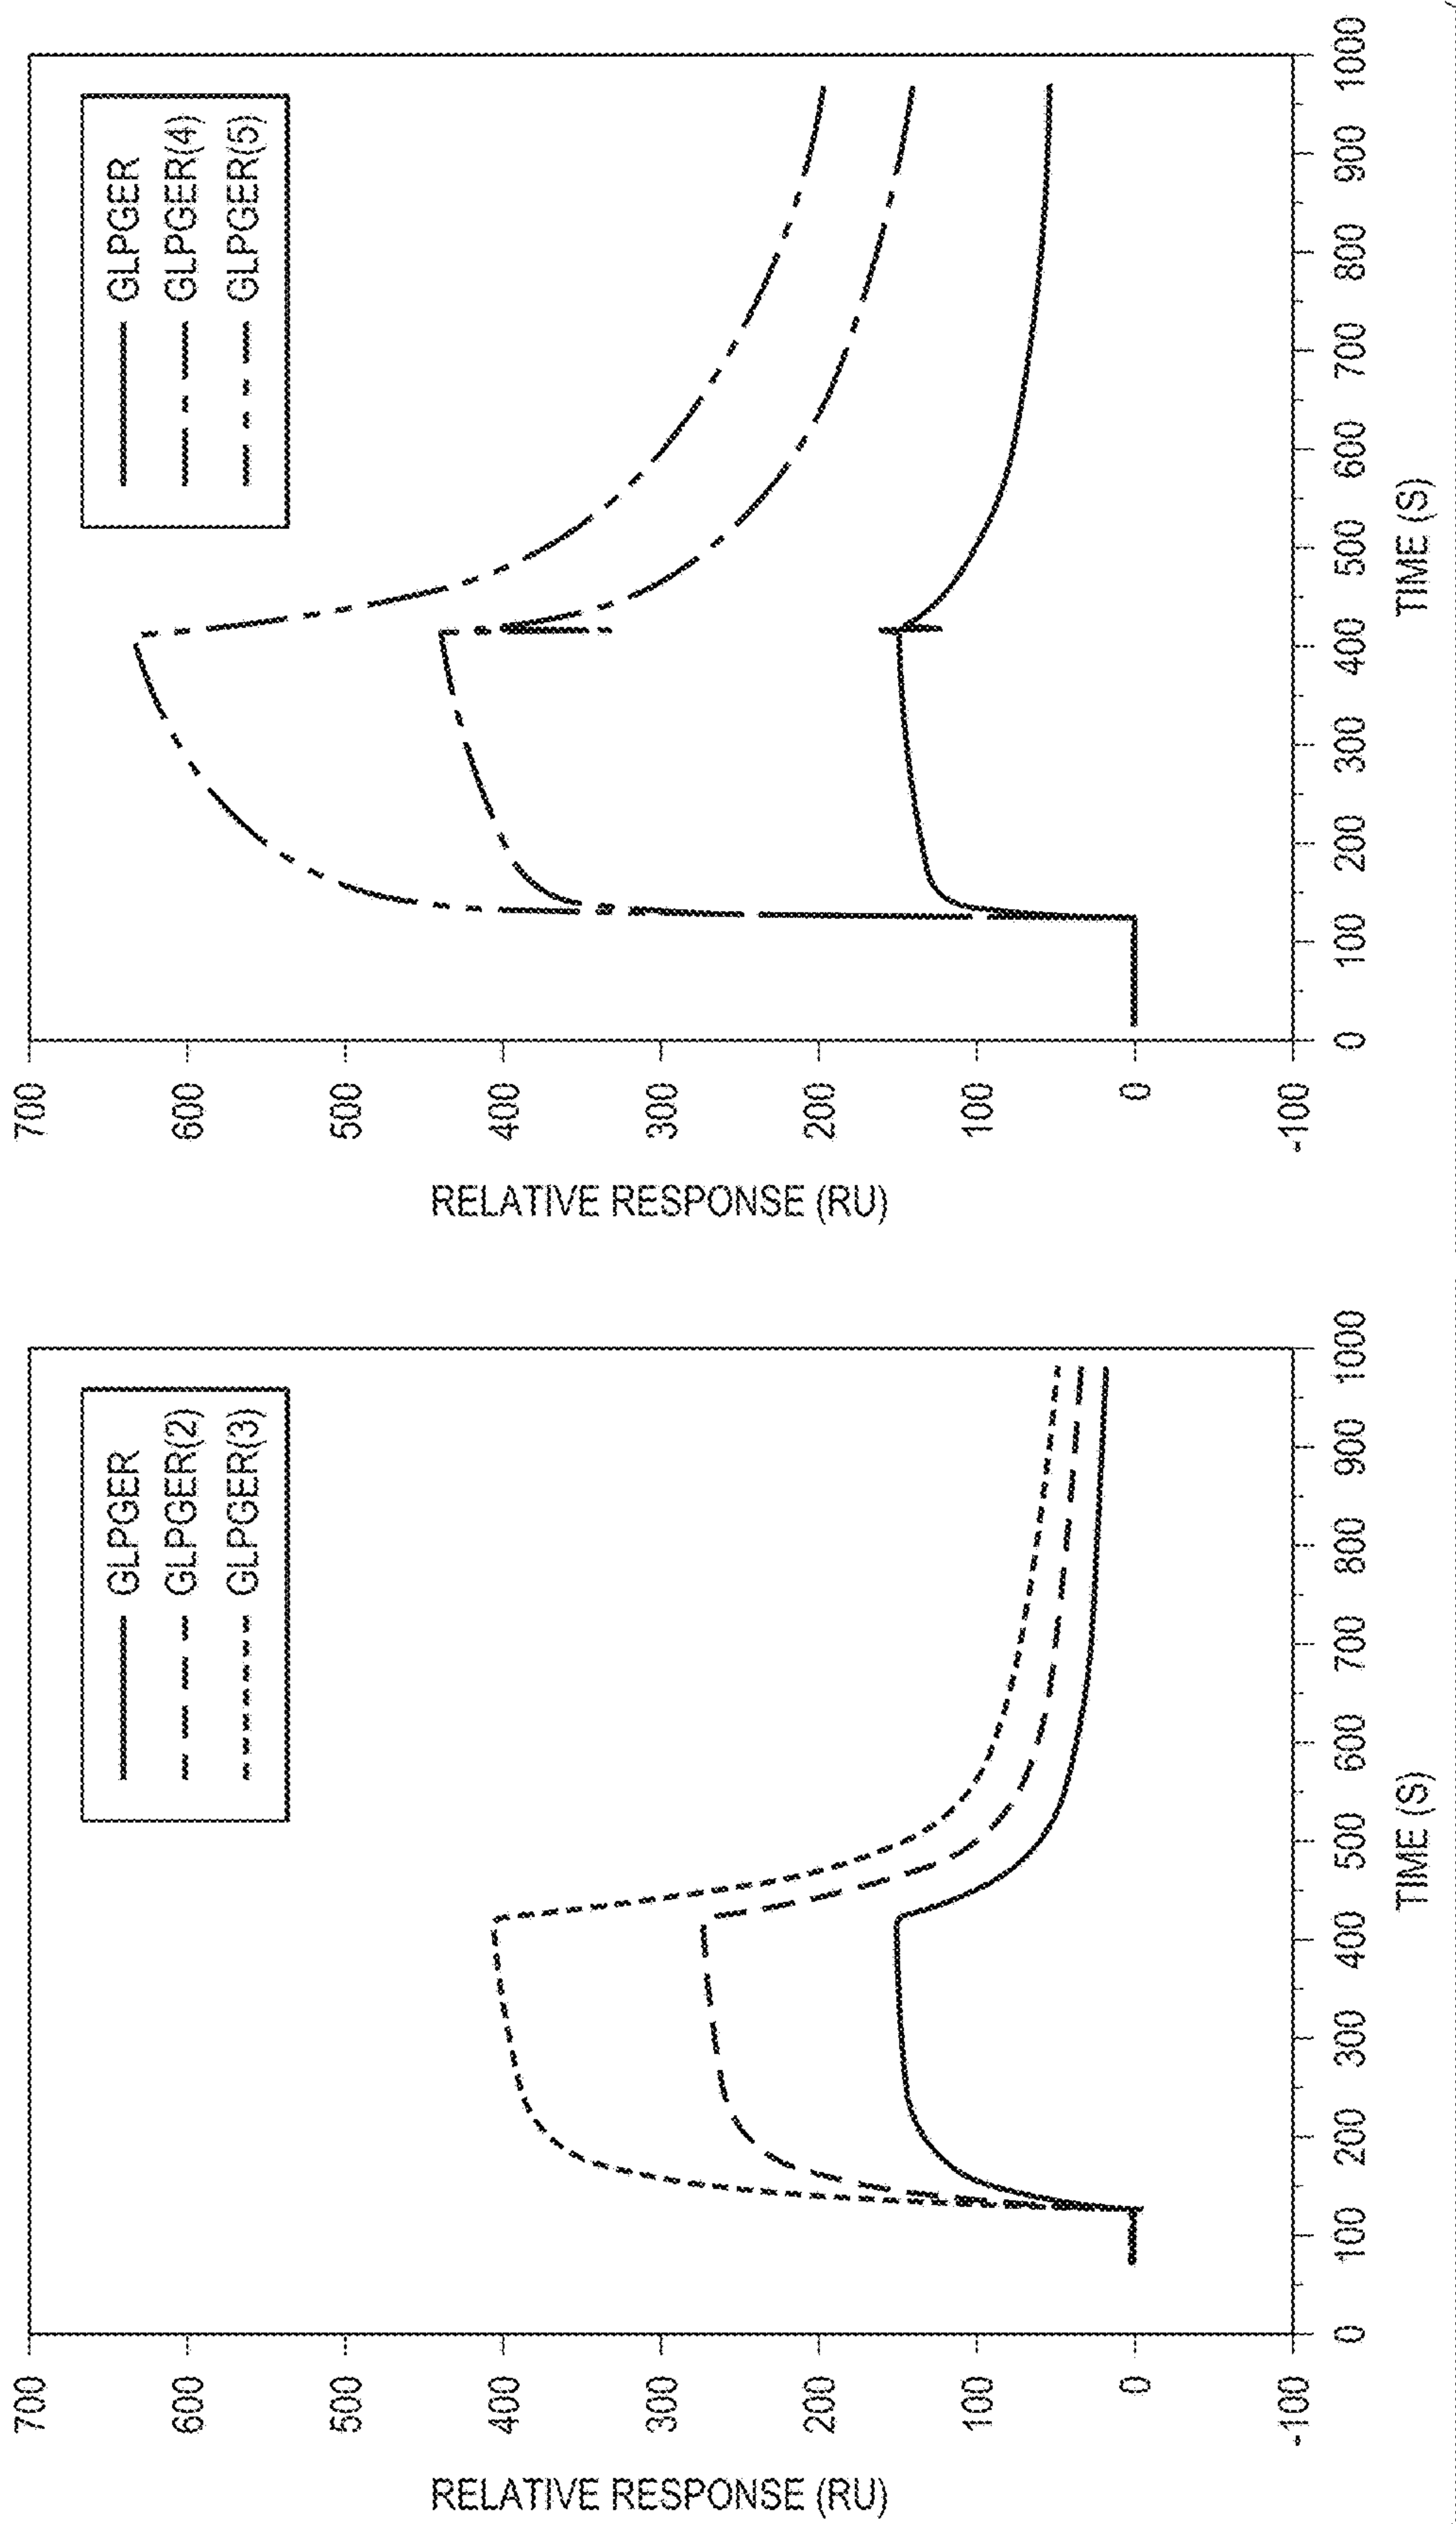 RELATIVE RESPONSE (RU)
700
600
500
400
300
200
100
0
-100
GLPGER
GLPGER(2)
GLPGER(3)
0 100 200 300 400 500 600 700 800 900 1000
TIME (S)
RELATIVE RESPONSE (RU)
700
600
500
400
300
200
100
0
-100
GLPGER
GLPGER(4)
GLPGER(5)
0 100 200 300 400 500 600 700 800 900 1000
TIME (S)